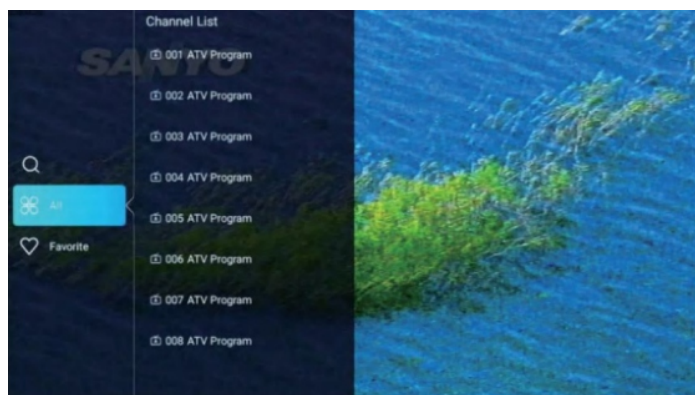 Channel List
SANYO
001 ATV Program
002 ATV Program
003 ATV Program
004 ATV Program
All
005 ATV Program
Favorite
006 ATV Program
007 ATV Program
008 ATV Program